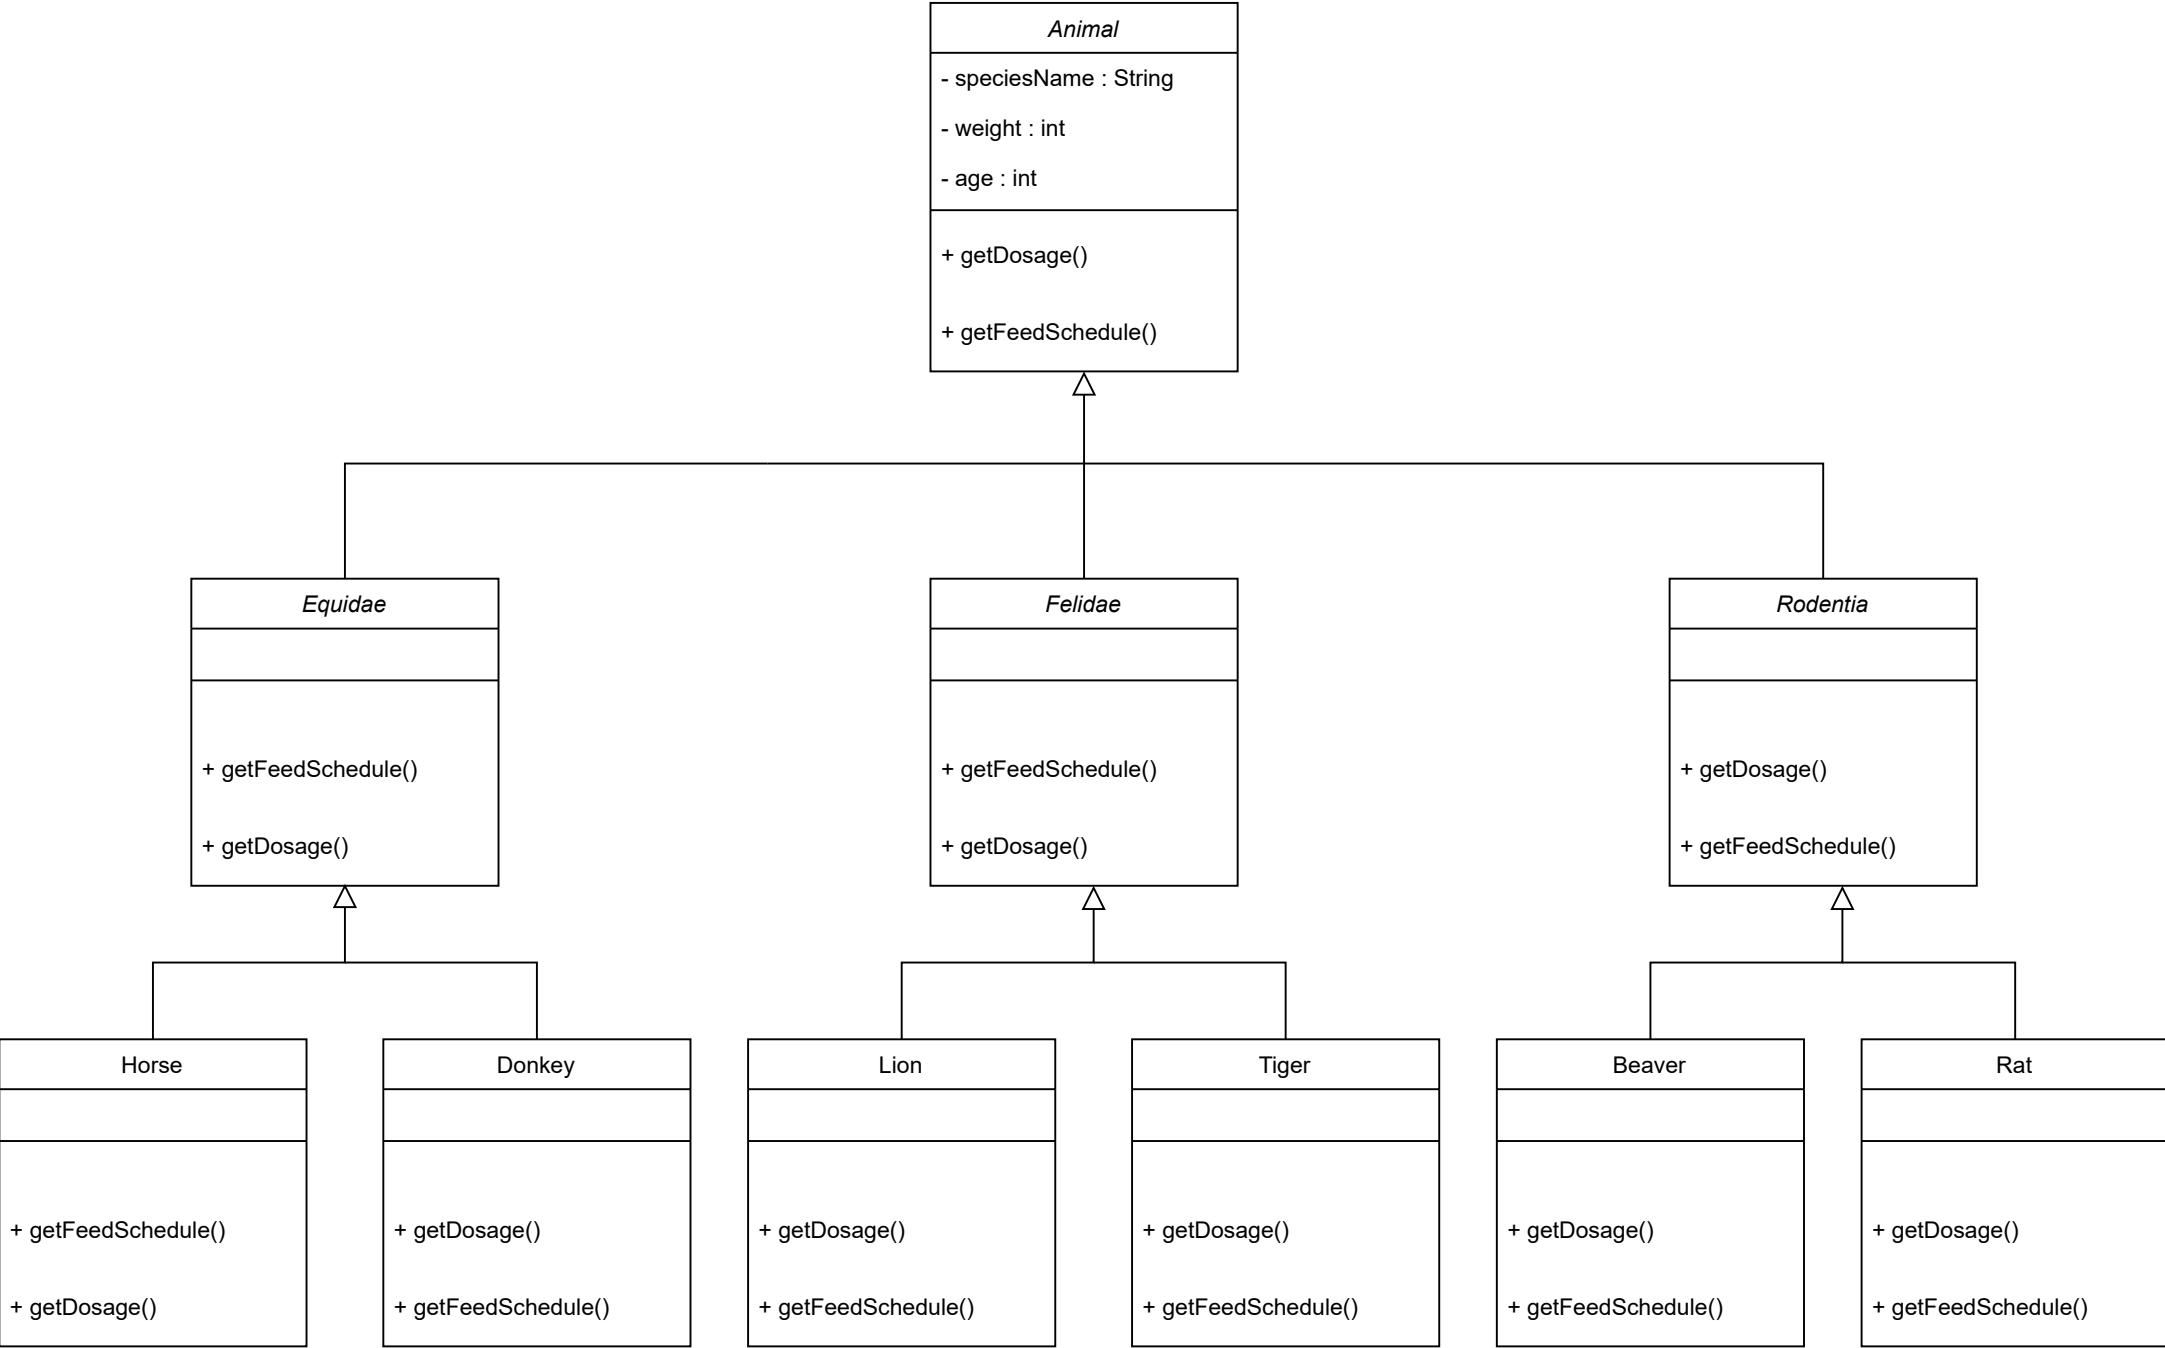 Animal
- speciesName : String
- weight : int
- age : int
+ getDosage()
+ getFeedSchedule()
Equidae
+ getFeedSchedule()
+ getDosage()
Felidae
+ getFeedSchedule()
+ getDosage()
Rodentia
+ getDosage()
+ getFeedSchedule()
Horse
+ getFeedSchedule()
+ getDosage()
Donkey
+ getDosage()
+ getFeedSchedule()
Lion
+ getDosage()
+ getFeedSchedule()
Tiger
+ getDosage()
+ getFeedSchedule()
Beaver
+ getDosage()
+ getFeedSchedule()
Rat
+ getDosage()
+ getFeedSchedule()